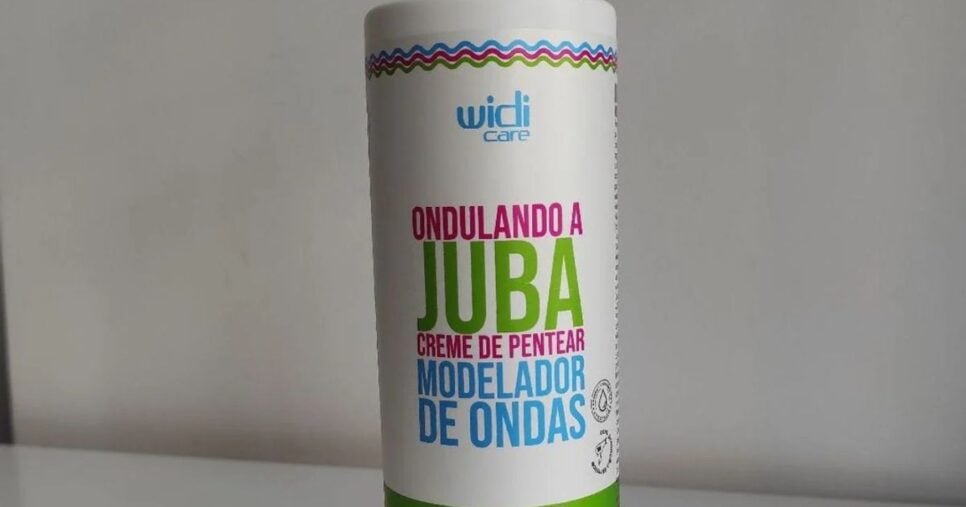 widi
care
ONDULANDO A
JUBA
CREME DE PENTEAR
MODELADOR
DE ONDAS